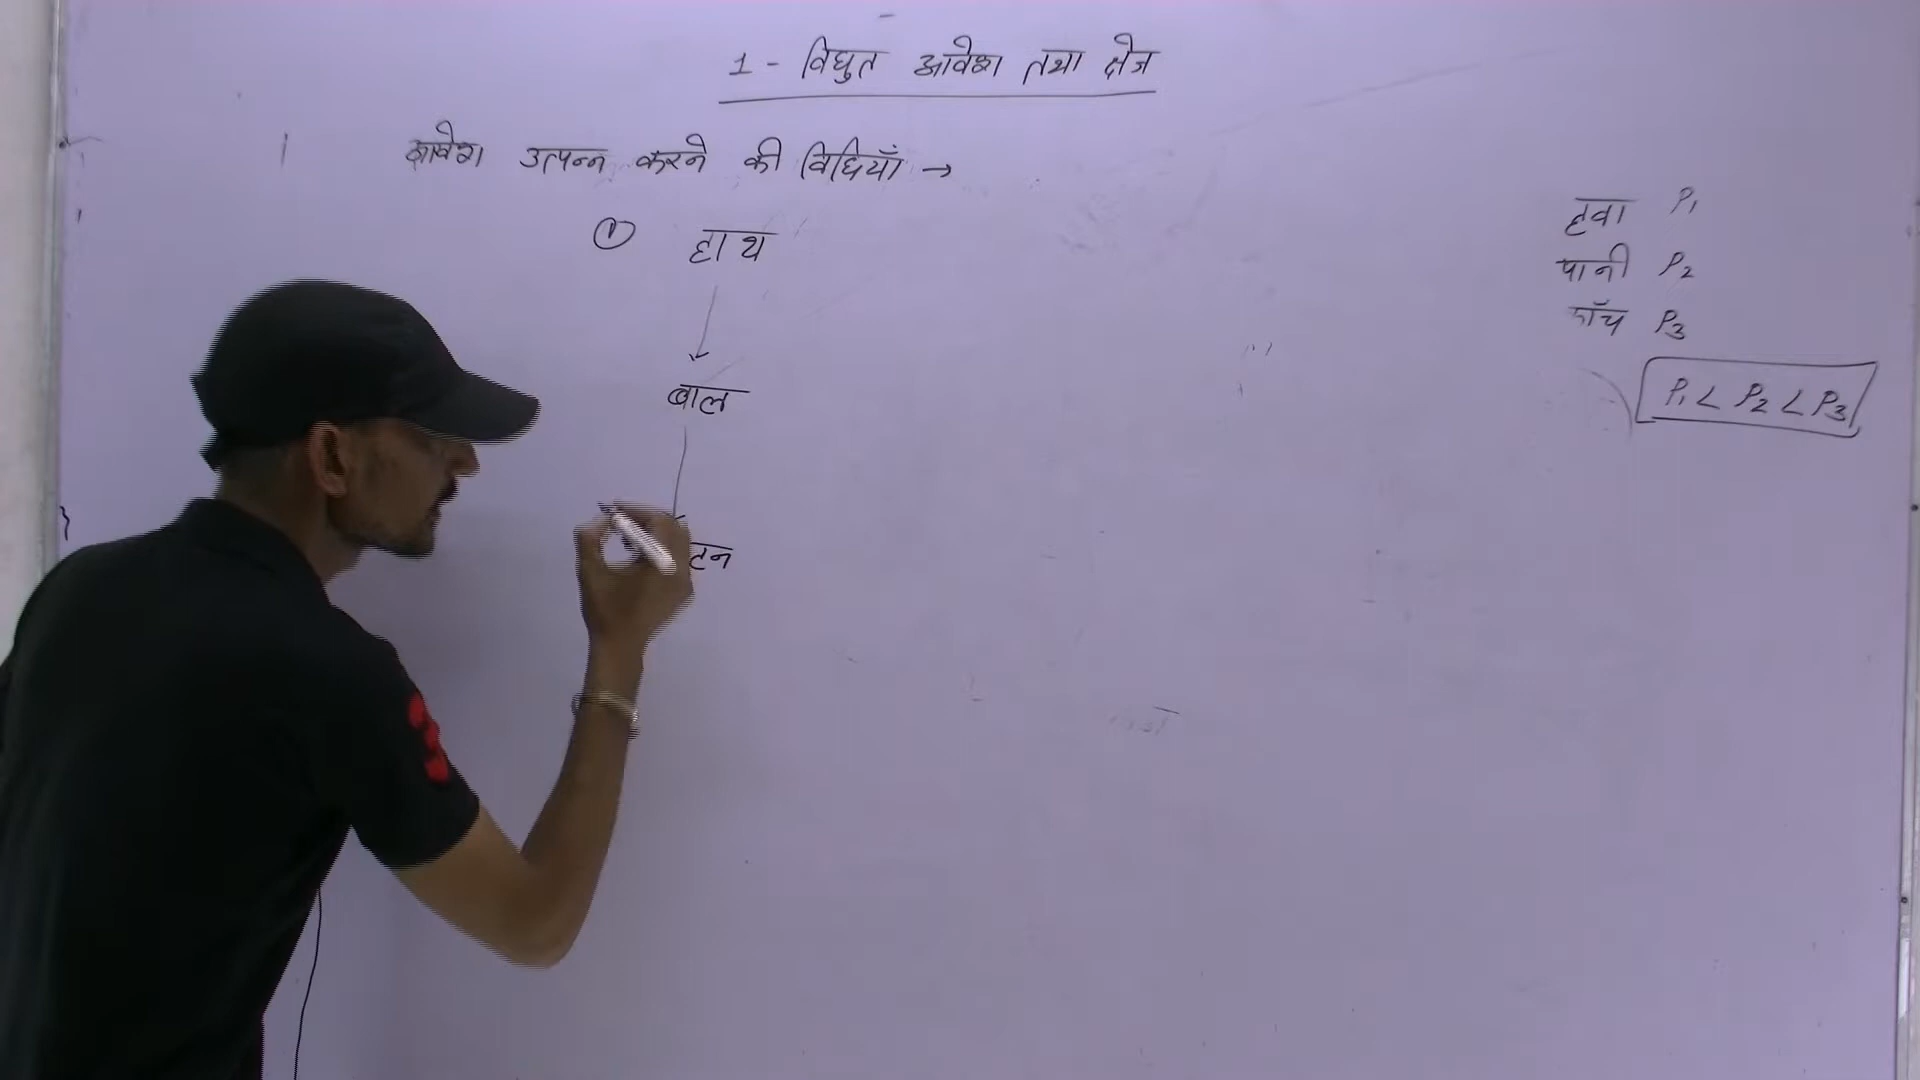 1 - विद्युत आवेश तथा क्षेत्र
आवेश उत्पन्न करने की विधियाँ →
① हाथ
↓
बाल
टन
हवा P₁
पानी P₂
काँच P₃
P₁ < P₂ < P₃